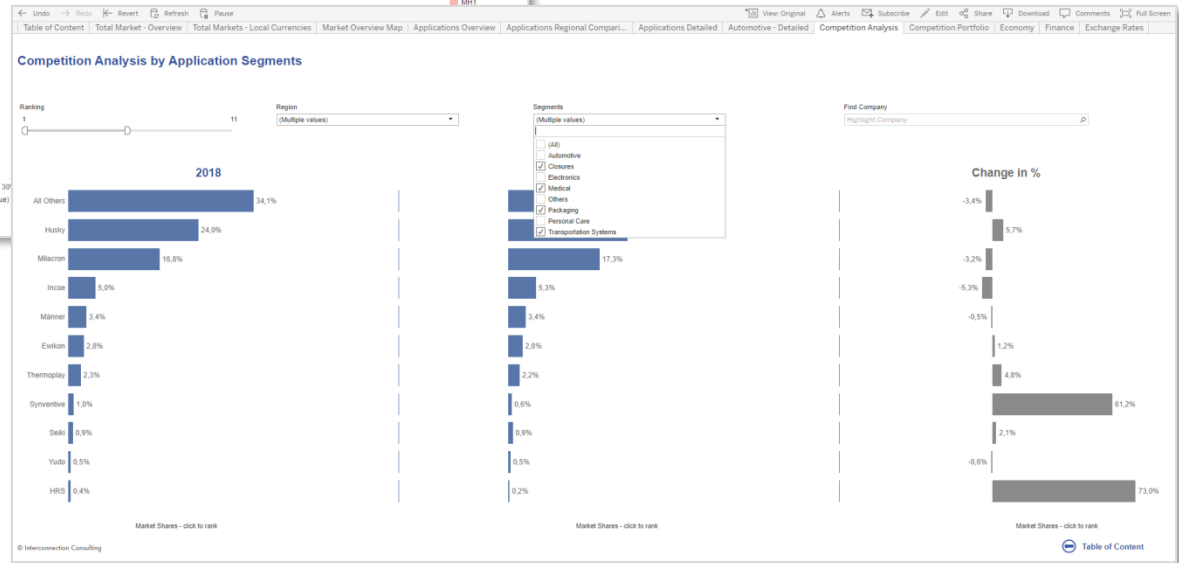 MHT
← Undo → Redo Revert Refresh Pause View: Original Alerts Subscribe Edit Share Download Comments Full Screen
Table of Content Total Market - Overview Total Markets - Local Currencies Market Overview Map Applications Overview Applications Regional Compari... Applications Detailed Automotive - Detailed Competition Analysis Competition Portfolio Economy Finance Exchange Rates
Competition Analysis by Application Segments
Ranking Region Segments Find Company
1 11 (Multiple values) (Multiple values) Highlight Company
(All)
Automotive
Closures
Electronics
Medical
Others
Packaging
Personal Care
Transportation Systems
2018 Change in %
30
ue)
All Others 34,1% -3,4%
Husky 24,0% 5,7%
Milacron 16,8% 17,3% -3,2%
Incoe 5,0% 5,3% -5,3%
Männer 3,4% 3,4% -0,5%
Ewikon 2,8% 2,8% 1,2%
Thermoplay 2,3% 2,2% 4,8%
Synventive 1,0% 0,6% 61,2%
Seiki 0,9% 0,9% 2,1%
Yudo 0,5% 0,5% -0,6%
HRS 0,4% 0,2% 73,0%
Market Shares - click to rank Market Shares - click to rank Market Shares - click to rank
© Interconnection Consulting Table of Content